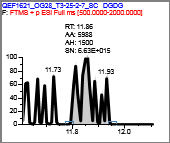 QEF1621_OG28_T3-25-2-7_SC DGDG
F: FTMS + p ESI Full ms [500.0000-2000.0000]
RT: 11.86
AA: 5988
AH: 1500
SN: 6.63E+015
100
80
60
40
20
0
11.73
11.93
11.8
12.0